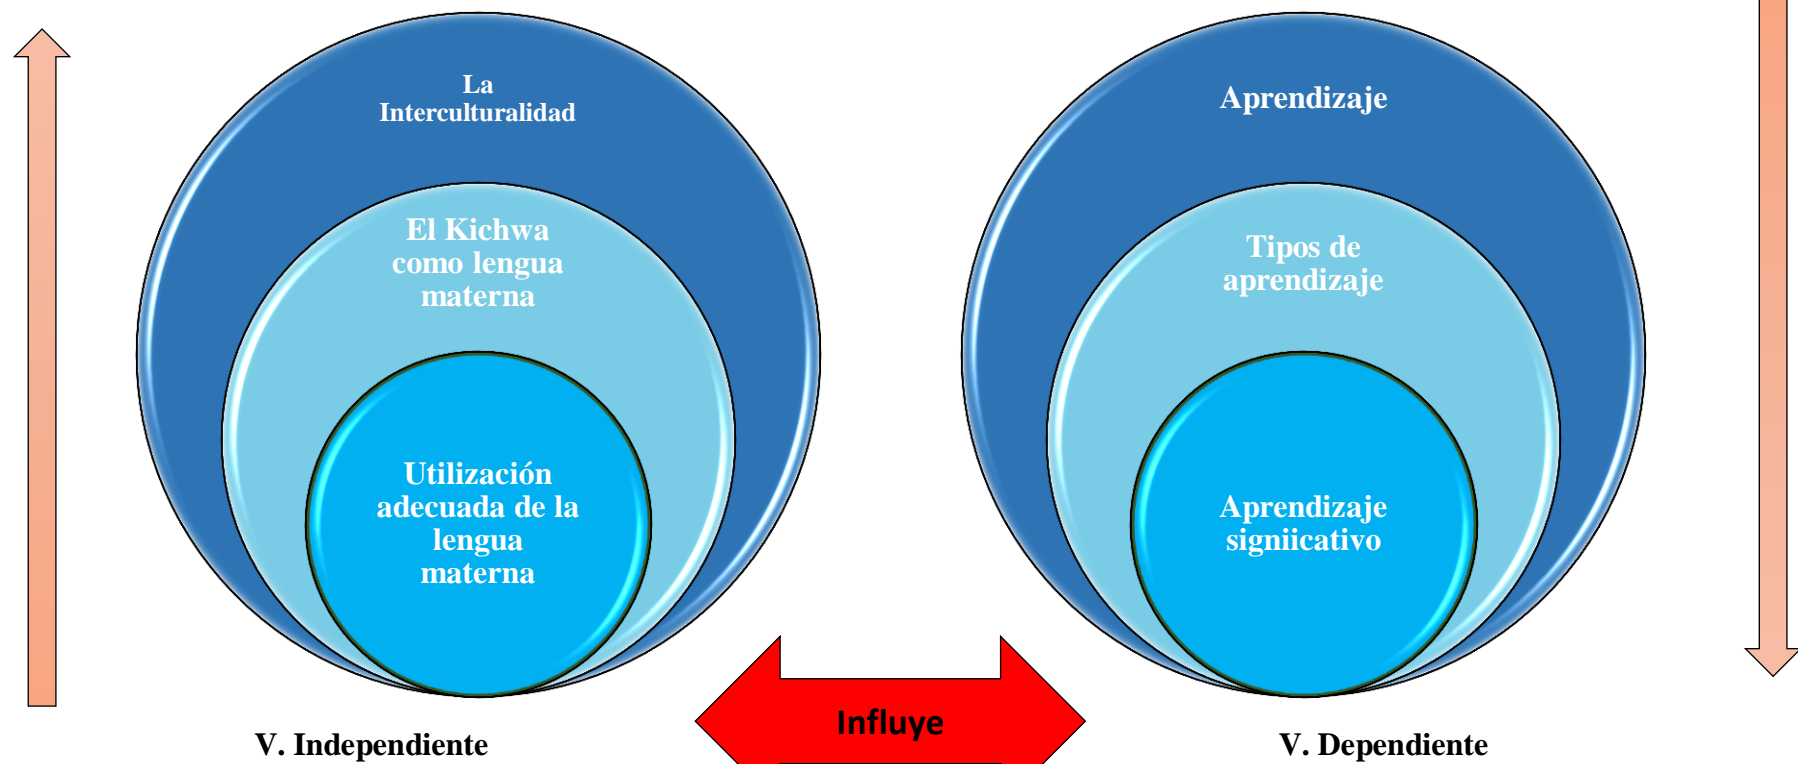 La
Interculturalidad
El Kichwa
como lengua
materna
Utilización
adecuada de la
lengua
materna
Aprendizaje
Tipos de
aprendizaje
Aprendizaje
signiicativo
Influye
V. Independiente
V. Dependiente